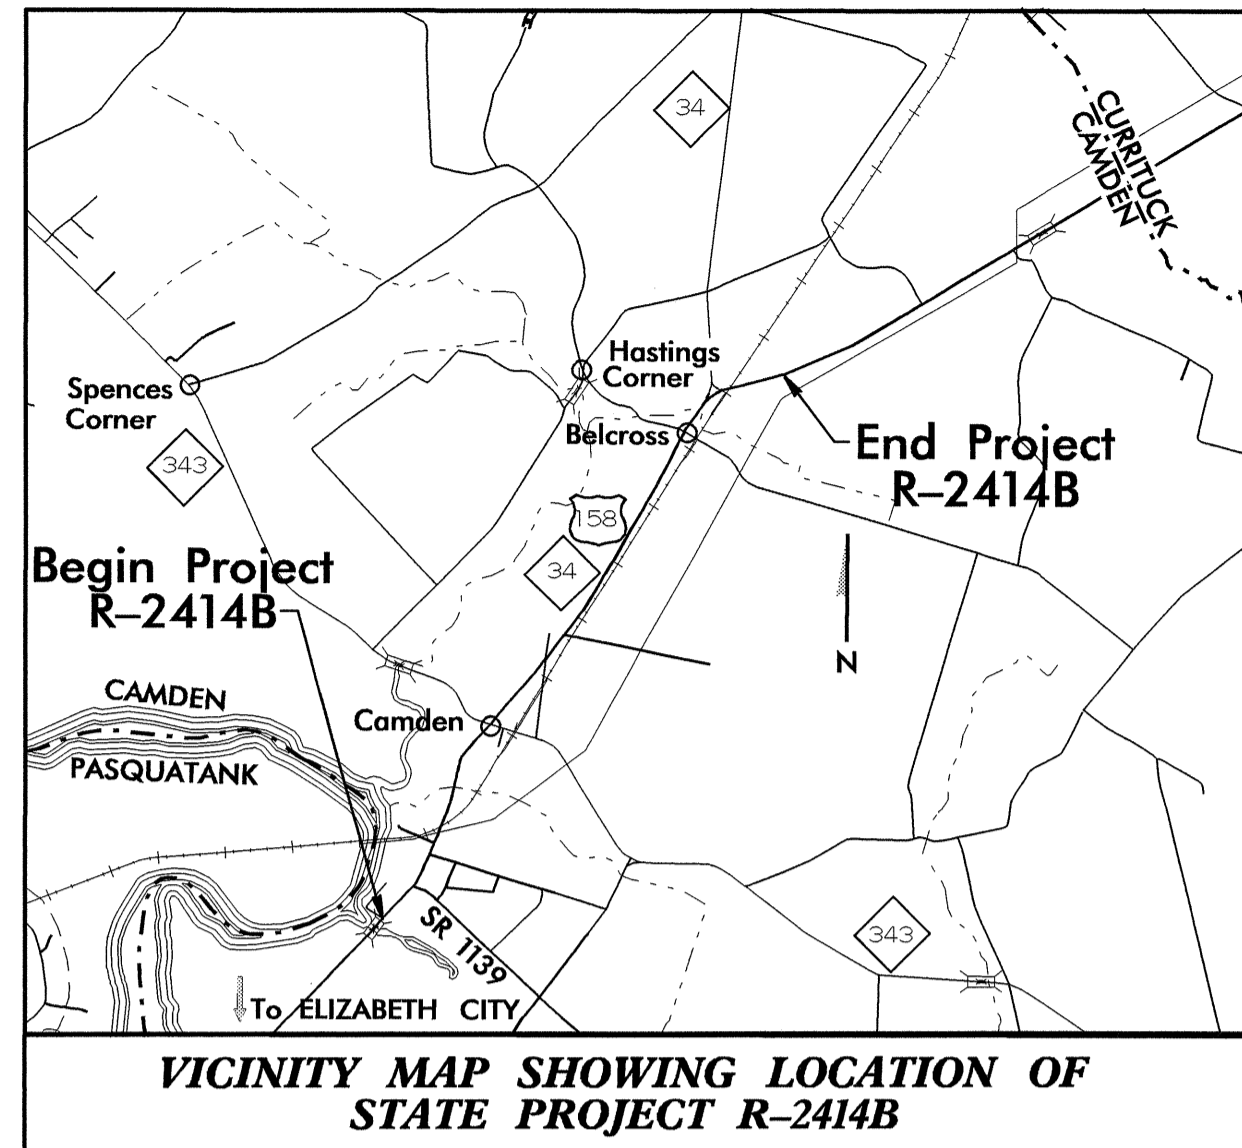 34
CURRITUCK
CAMDEN
Hastings
Corner
Spences
Corner
Belcross
343
End Project
R–2414B
158
34
Begin Project
R–2414B
N
CAMDEN
Camden
PASQUATANK
SR 1139
343
To ELIZABETH CITY
VICINITY MAP SHOWING LOCATION OF
STATE PROJECT R–2414B